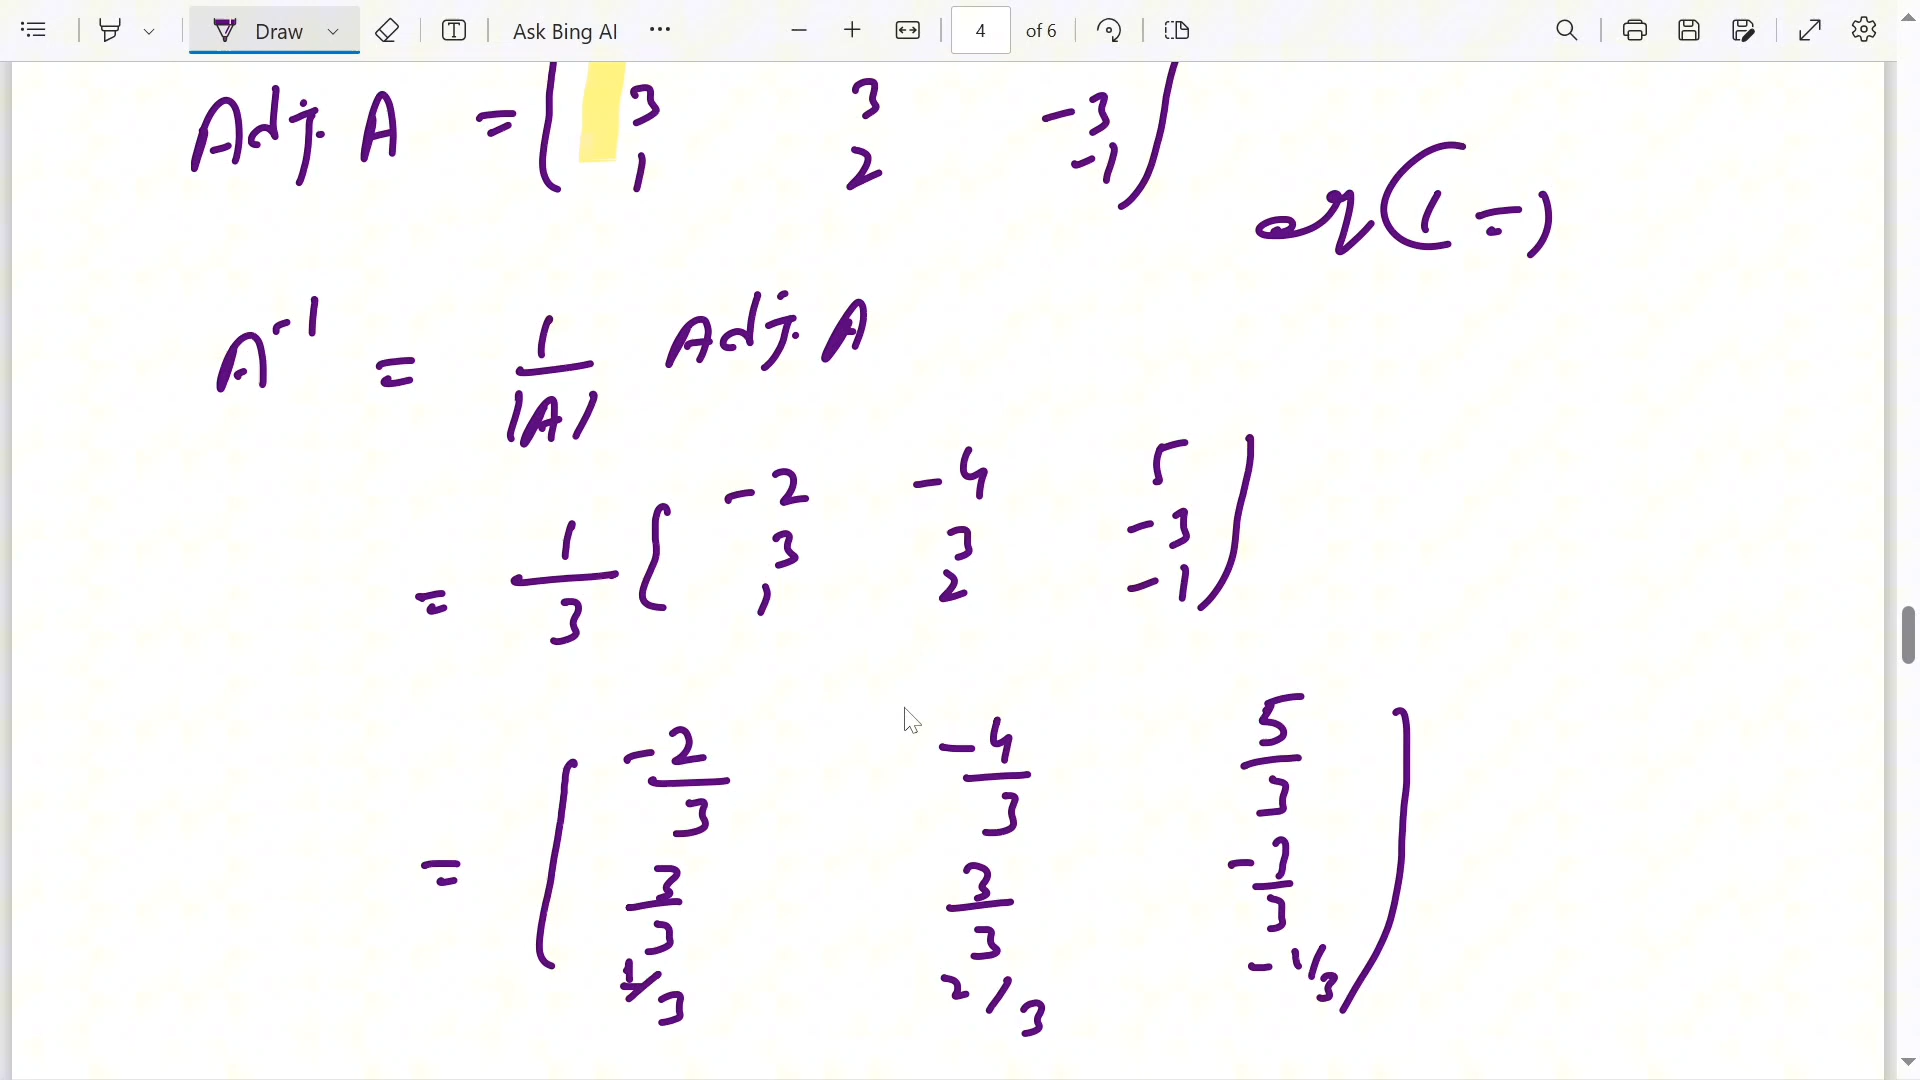 Draw Ask Bing AI 4 of 6
Adj. A = ( 3 3 -3
1 2 -1 )
A⁻¹ = 1/|A| Adj. A
= 1/3 ( -2 -4 5
3 3 -3
1 2 -1 )
= ( -2/3 -4/3 5/3
3/3 3/3 -3/3
1/3 2/3 -1/3 )